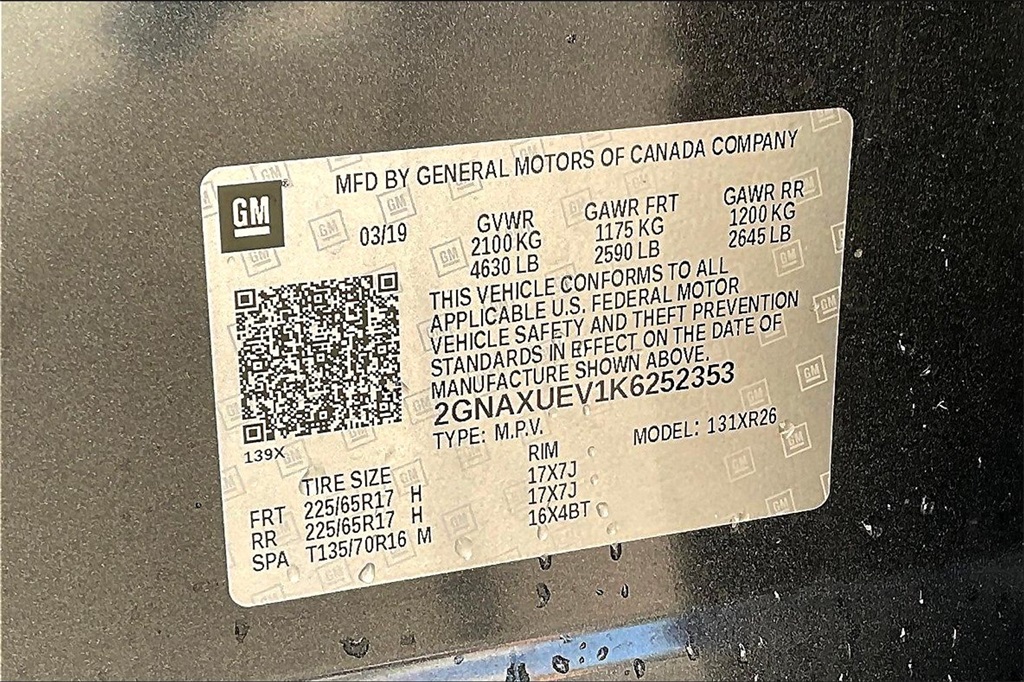 MFD BY GENERAL MOTORS OF CANADA COMPANY
GM
03/19
GVWR
2100 KG
4630 LB
GAWR FRT
1175 KG
2590 LB
GAWR RR
1200 KG
2645 LB
THIS VEHICLE CONFORMS TO ALL
APPLICABLE U.S. FEDERAL MOTOR
VEHICLE SAFETY AND THEFT PREVENTION
STANDARDS IN EFFECT ON THE DATE OF
MANUFACTURE SHOWN ABOVE.
2GNAXUEV1K6252353
TYPE: M.P.V.
MODEL: 131XR26
139X
TIRE SIZE
RIM
FRT 225/65R17 H 17X7J
RR 225/65R17 H 17X7J
SPA T135/70R16 M 16X4BT